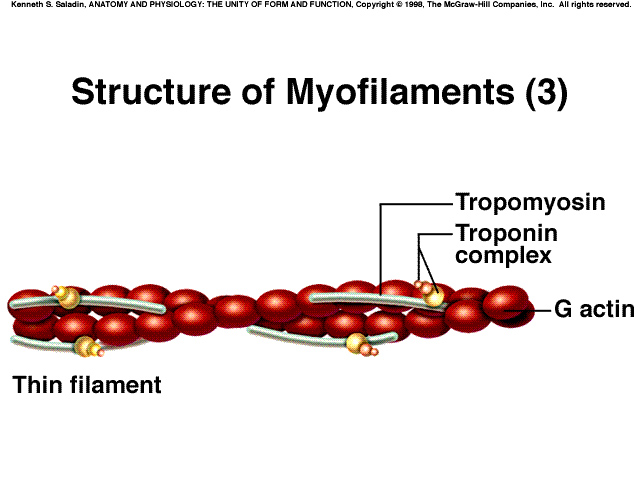 Kenneth S. Saladin, ANATOMY AND PHYSIOLOGY: THE UNITY OF FORM AND FUNCTION, Copyright © 1998, The McGraw-Hill Companies, Inc. All rights reserved.
Structure of Myofilaments (3)
Tropomyosin
Troponin
complex
G actin
Thin filament